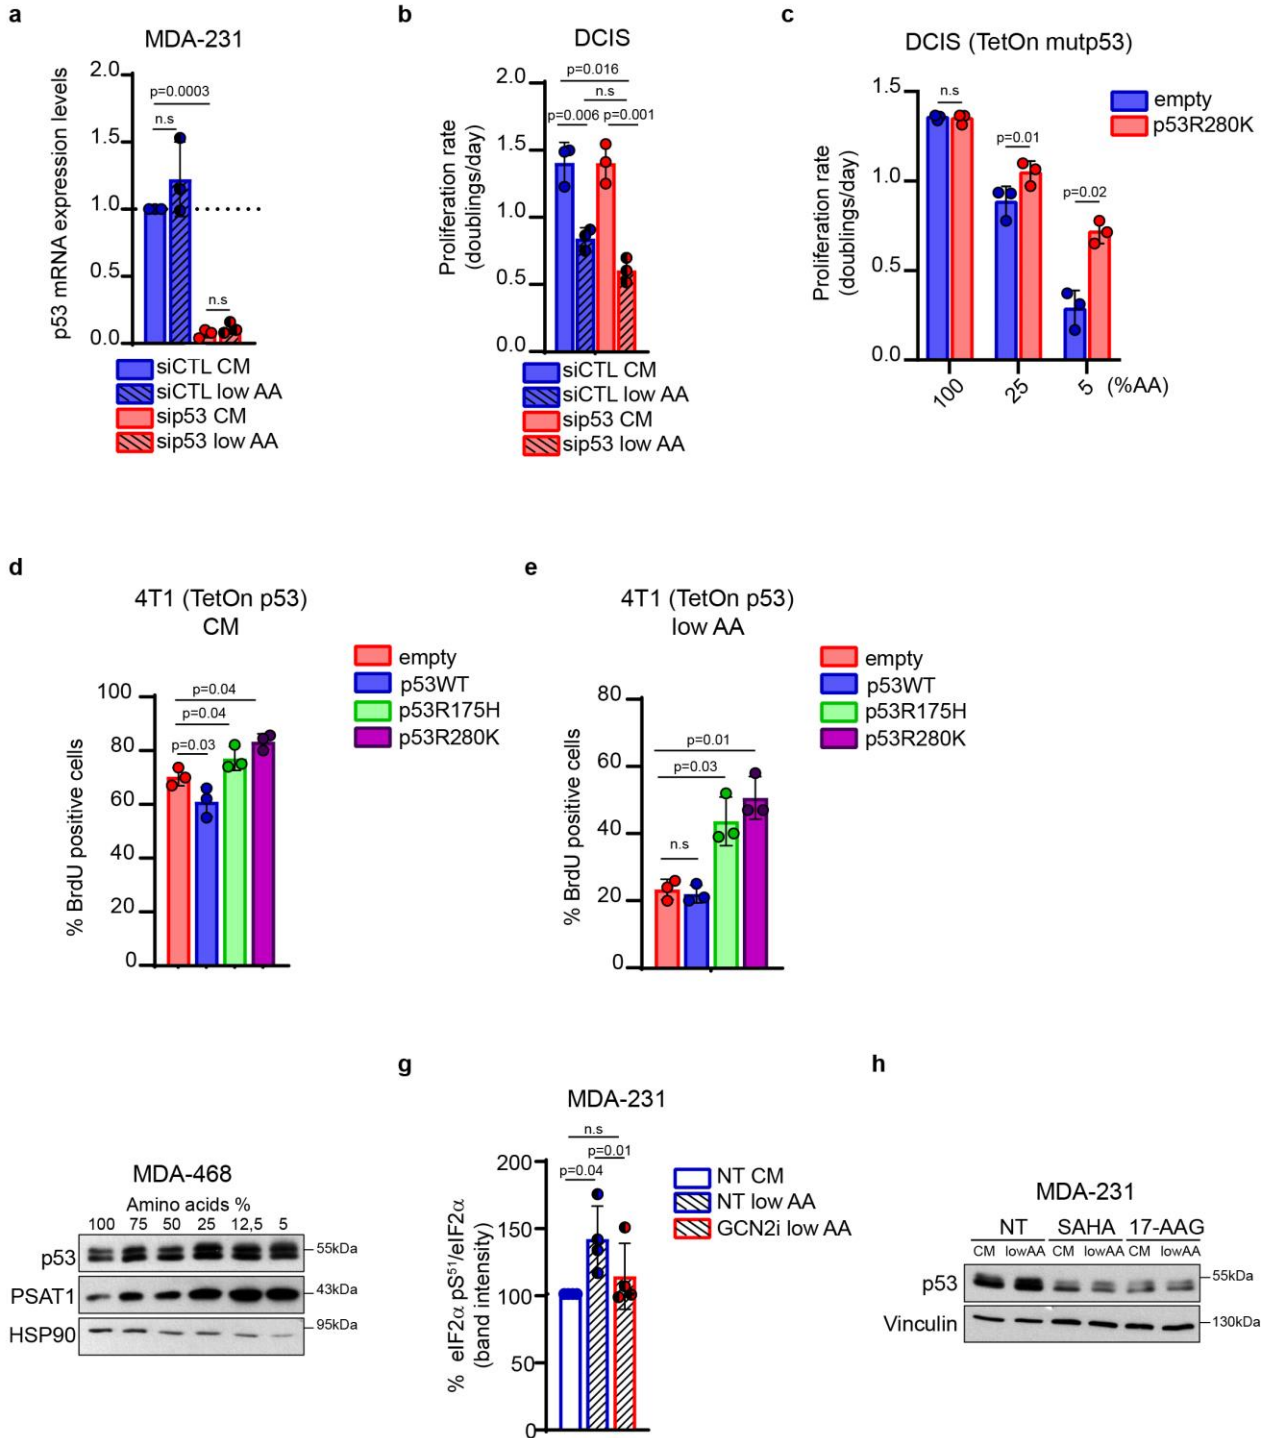 a
MDA-231
p53 mRNA expression levels
2.0
1.5
1.0
0.5
0.0
p=0.0003
n.s
n.s
siCTL CM
siCTL low AA
sip53 CM
sip53 low AA
b
DCIS
Proliferation rate
(doublings/day)
2.0
1.5
1.0
0.5
0.0
p=0.016
n.s
p=0.006
p=0.001
siCTL CM
siCTL low AA
sip53 CM
sip53 low AA
c
DCIS (TetOn mutp53)
Proliferation rate
(doublings/day)
1.5
1.0
0.5
0.0
n.s
p=0.01
p=0.02
100
25
5
(%AA)
empty
p53R280K
d
4T1 (TetOn p53)
CM
% BrdU positive cells
100
80
60
40
20
0
p=0.04
p=0.04
p=0.03
empty
p53WT
p53R175H
p53R280K
e
4T1 (TetOn p53)
low AA
% BrdU positive cells
80
60
40
20
0
p=0.01
p=0.03
n.s
empty
p53WT
p53R175H
p53R280K
MDA-468
Amino acids %
100 75 50 25 12,5 5
p53
55kDa
PSAT1
43kDa
HSP90
95kDa
g
MDA-231
% eIF2α pS⁵¹/eIF2α
(band intensity)
200
150
100
50
0
n.s
p=0.01
p=0.04
NT CM
NT low AA
GCN2i low AA
h
MDA-231
NT SAHA 17-AAG
CM lowAA CM lowAA CM lowAA
p53
55kDa
Vinculin
130kDa